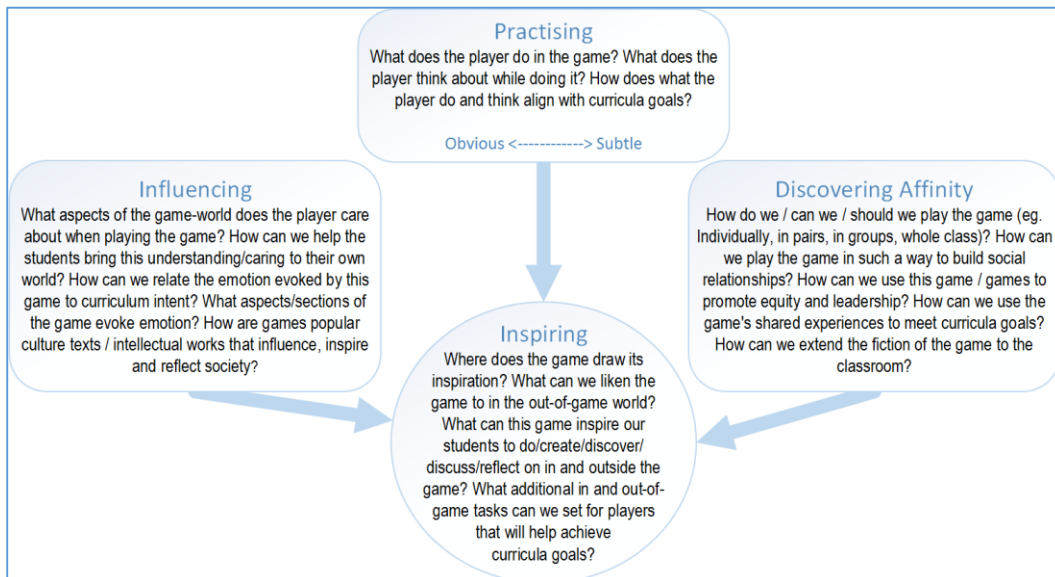 Practising
What does the player do in the game? What does the
player think about while doing it? How does what the
player do and think align with curricula goals?
Obvious <------------> Subtle
Influencing
What aspects of the game-world does the player care
about when playing the game? How can we help the
students bring this understanding/caring to their own
world? How can we relate the emotion evoked by this
game to curriculum intent? What aspects/sections of
the game evoke emotion? How are games popular
culture texts / intellectual works that influence, inspire
and reflect society?
Discovering Affinity
How do we / can we / should we play the game (eg.
Individually, in pairs, in groups, whole class)? How can
we play the game in such a way to build social
relationships? How can we use this game / games to
promote equity and leadership? How can we use the
game's shared experiences to meet curricula goals?
How can we extend the fiction of the game to the
classroom?
Inspiring
Where does the game draw its
inspiration? What can we liken the
game to in the out-of-game world?
What can this game inspire our
students to do/create/discover/
discuss/reflect on in and outside the
game? What additional in and out-of-
game tasks can we set for players
that will help achieve
curricula goals?